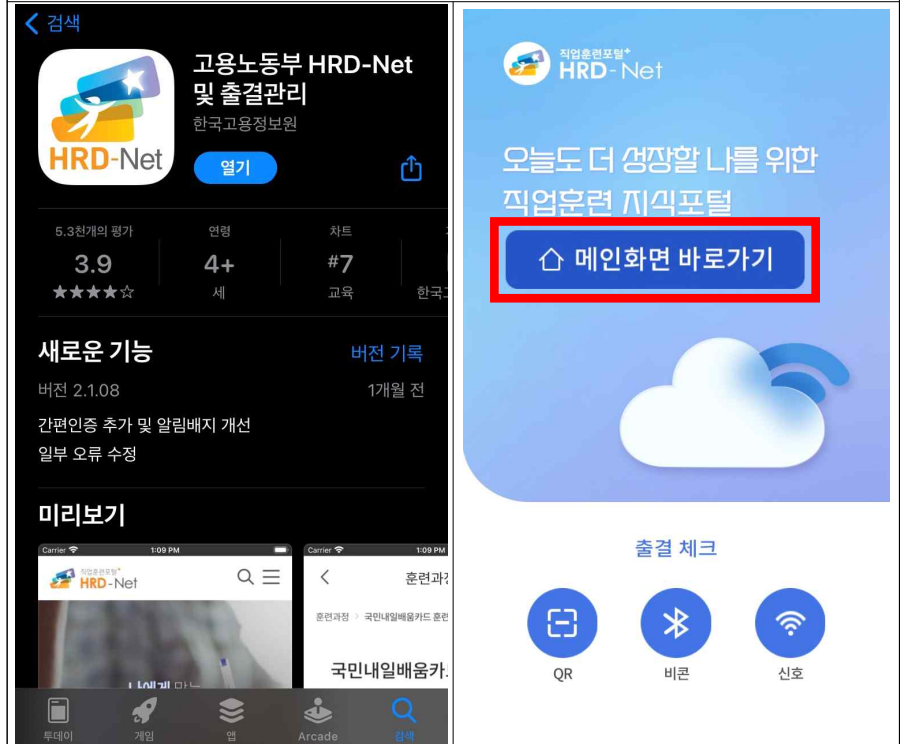 검색
고용노동부 HRD-Net
및 출결관리
한국고용정보원
HRD-Net
열기
5.3천개의 평가
연령
차트
3.9
4+
#7
★★★★☆
세
교육
한국고
새로운 기능
버전 기록
버전 2.1.08
1개월 전
간편인증 추가 및 알림배지 개선
일부 오류 수정
미리보기
Carrier
1:09 PM
직업훈련포털+
HRD-Net
나에게 맞는
Carrier
1:09 PM
훈련과정
훈련과정 > 국민내일배움카드 훈련
국민내일배움카
투데이
게임
앱
Arcade
검색
직업훈련포털+
HRD-Net
오늘도 더 성장할 나를 위한
직업훈련 지식포털
메인화면 바로가기
출결 체크
QR
비콘
신호